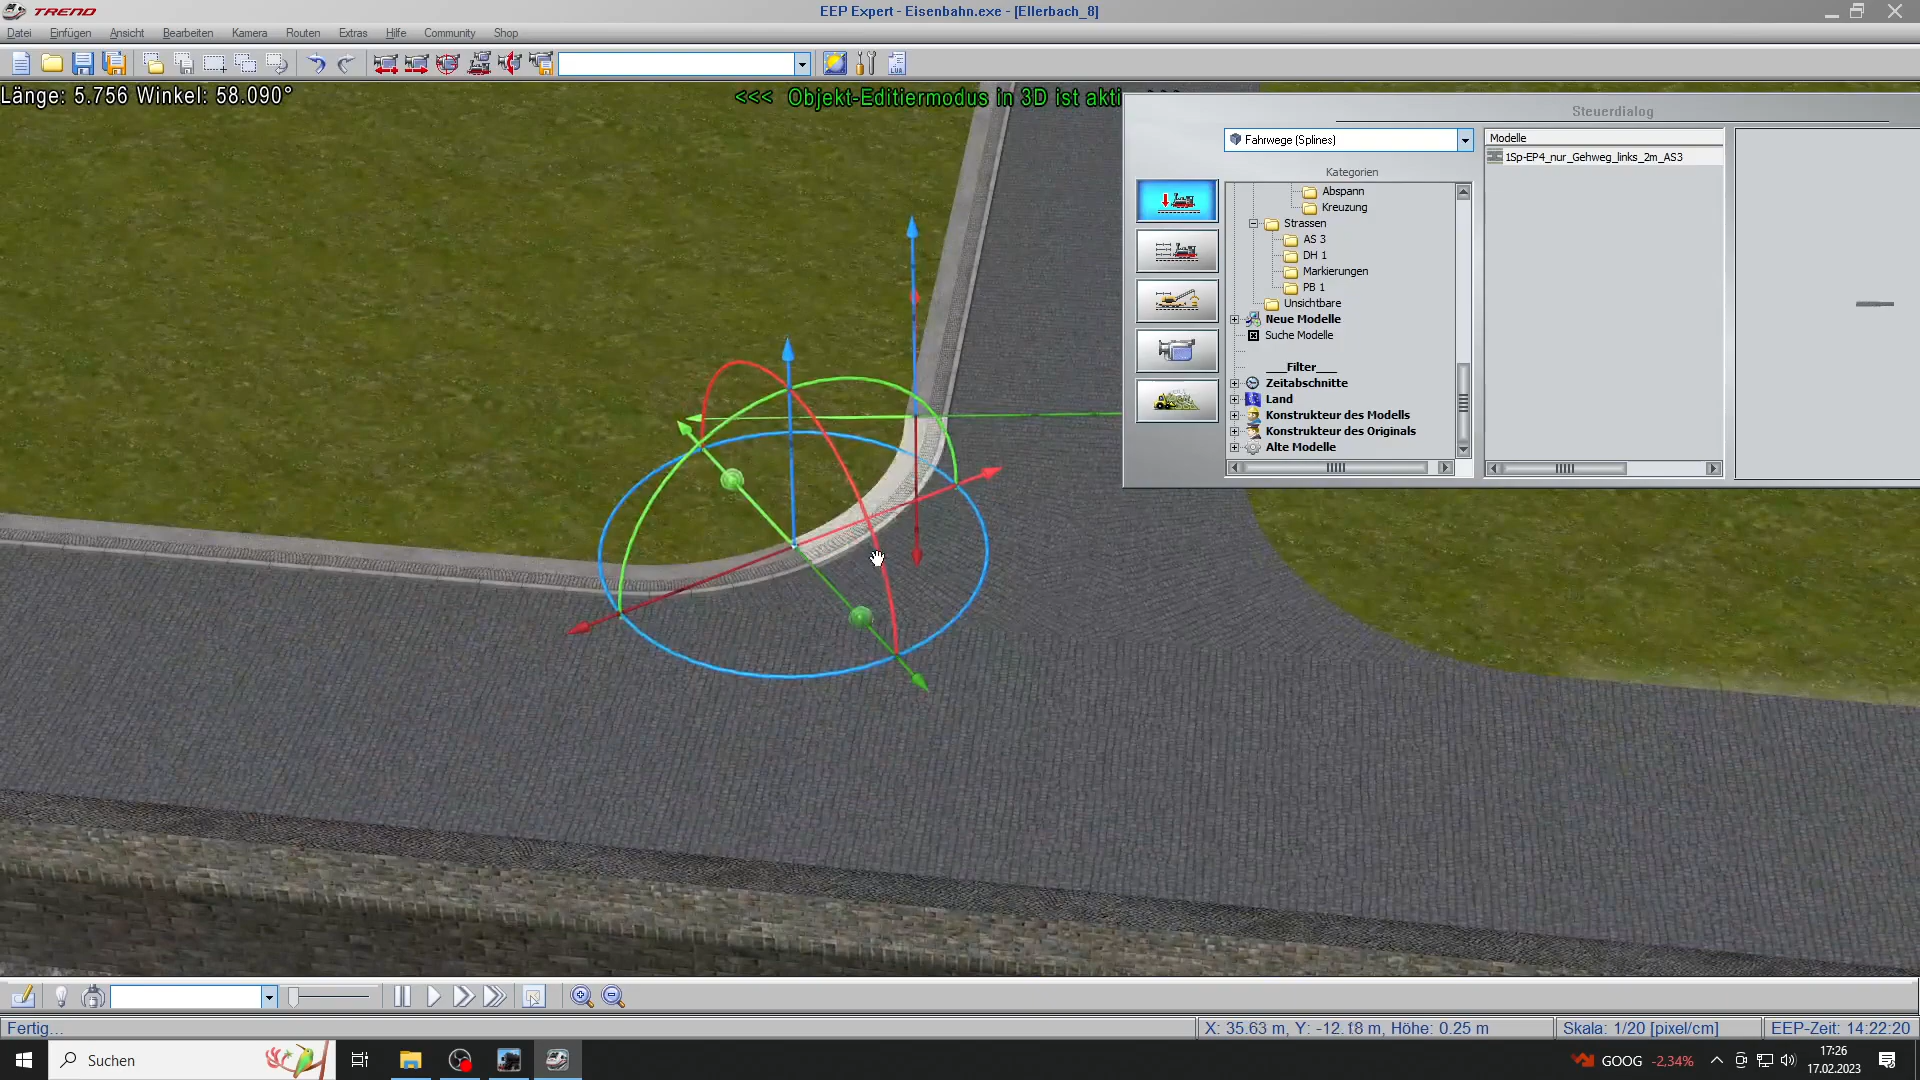 TREND
EEP Expert - Eisenbahn.exe - [Ellerbach_8]
Datei Einfügen Ansicht Bearbeiten Kamera Routen Extras Hilfe Community Shop
LUA
Länge: 5.756 Winkel: 58.090°
<<< Objekt-Editiermodus in 3D ist akti
Steuerdialog
Fahrwege (Splines)
Kategorien
Abspann
Kreuzung
Strassen
AS 3
DH 1
Markierungen
PB 1
Unsichtbare
Neue Modelle
Suche Modelle
___Filter___
Zeitabschnitte
Land
Konstrukteur des Modells
Konstrukteur des Originals
Alte Modelle
Modelle
1Sp-EP4_nur_Gehweg_links_2m_AS3
Fertig...
X: 35.63 m, Y: -12.18 m, Höhe: 0.25 m
Skala: 1/20 [pixel/cm]
EEP-Zeit: 14:22:20
Suchen
GOOG -2,34%
17:26
17.02.2023